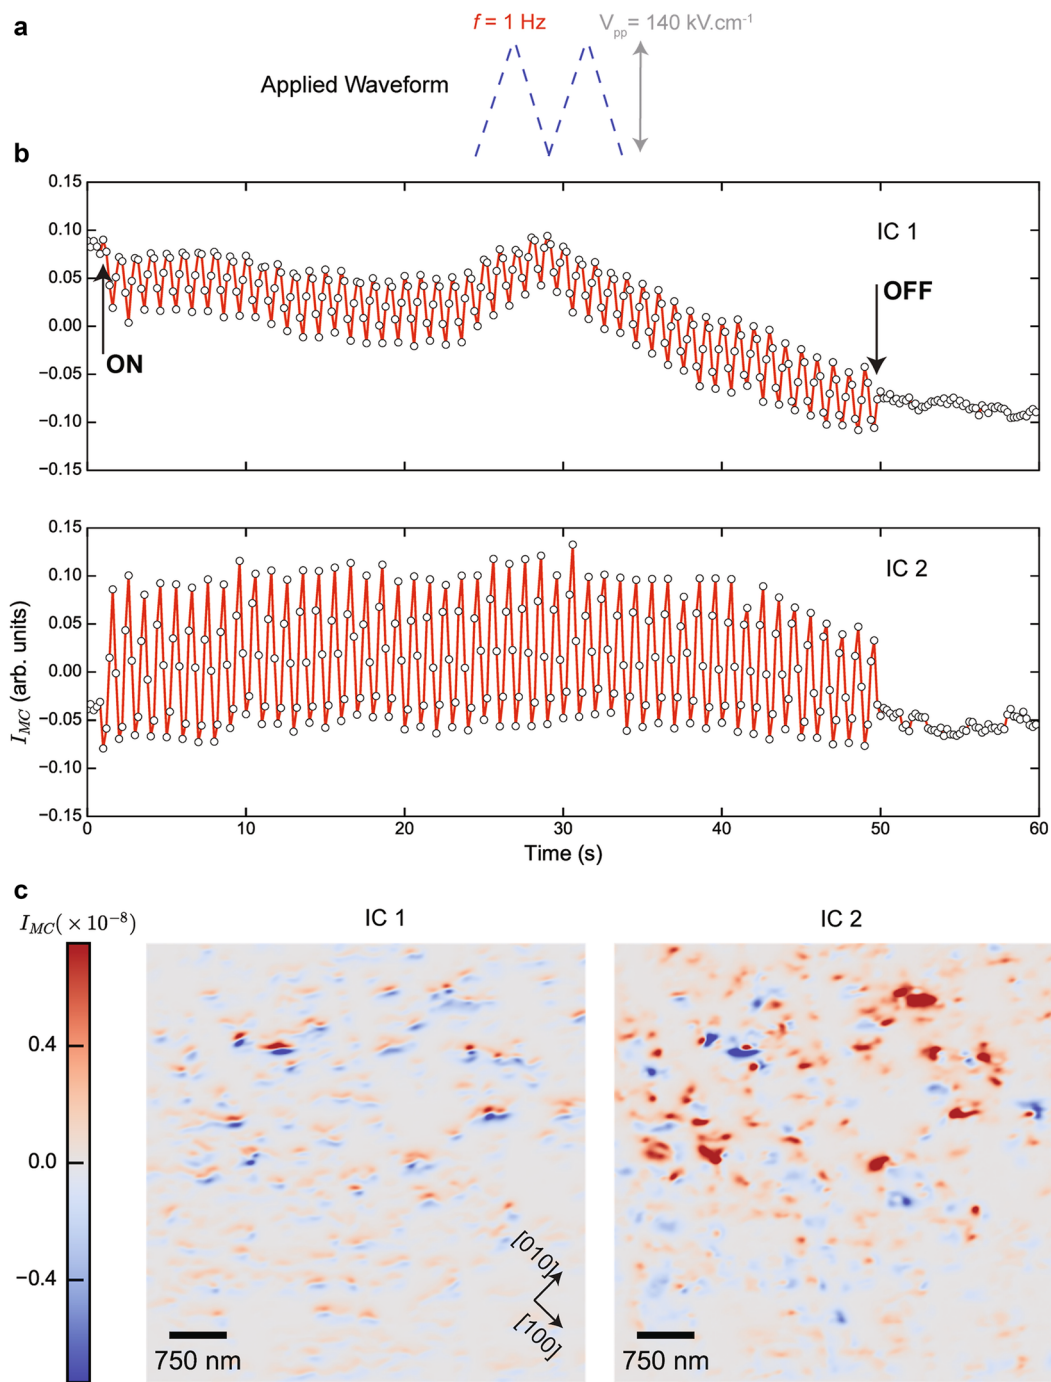 a
f = 1 Hz
Vpp = 140 kV.cm-1
Applied Waveform
b
0.15
0.10
0.05
0.00
−0.05
−0.10
−0.15
IC 1
ON
OFF
0.15
0.10
0.05
0.00
−0.05
−0.10
−0.15
IC 2
IMC (arb. units)
0 10 20 30 40 50 60
Time (s)
c
IMC(×10−8)
IC 1
IC 2
0.4
0.0
−0.4
[010]
[100]
750 nm
750 nm